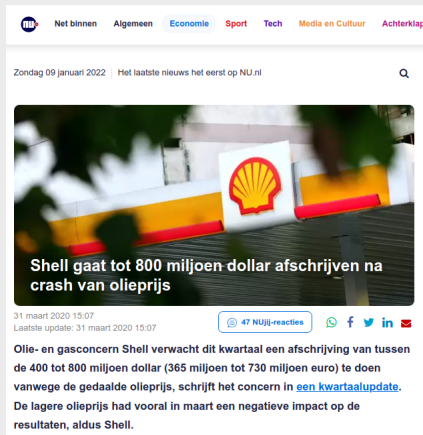 NU
Net binnen Algemeen Economie Sport Tech Media en Cultuur Achterklap
Zondag 09 januari 2022 Het laatste nieuws het eerst op NU.nl
Shell gaat tot 800 miljoen dollar afschrijven na
crash van olieprijs
31 maart 2020 15:07
Laatste update: 31 maart 2020 15:07
47 NUjij-reacties
Olie- en gasconcern Shell verwacht dit kwartaal een afschrijving van tussen
de 400 tot 800 miljoen dollar (365 miljoen tot 730 miljoen euro) te doen
vanwege de gedaalde olieprijs, schrijft het concern in een kwartaalupdate.
De lagere olieprijs had vooral in maart een negatieve impact op de
resultaten, aldus Shell.